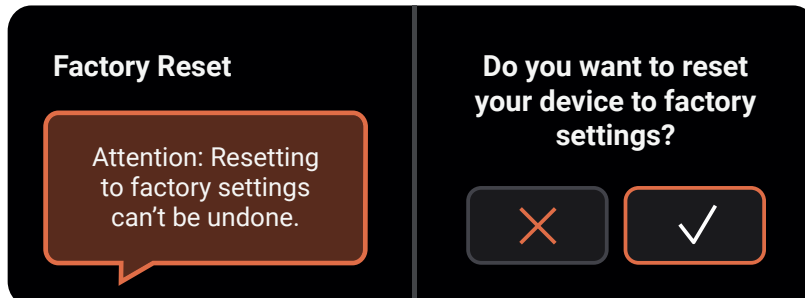 Factory Reset
Attention: Resetting
to factory settings
can’t be undone.
Do you want to reset
your device to factory
settings?